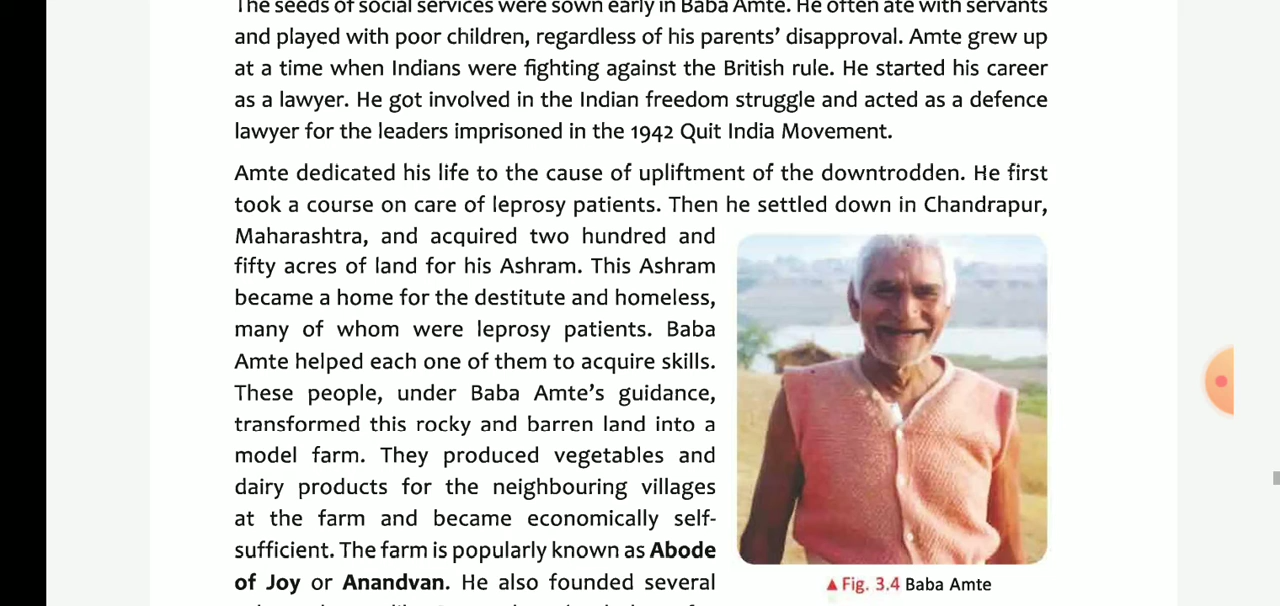 The seeds of social services were sown early in Baba Amte. He often ate with servants
and played with poor children, regardless of his parents' disapproval. Amte grew up
at a time when Indians were fighting against the British rule. He started his career
as a lawyer. He got involved in the Indian freedom struggle and acted as a defence
lawyer for the leaders imprisoned in the 1942 Quit India Movement.
Amte dedicated his life to the cause of upliftment of the downtrodden. He first
took a course on care of leprosy patients. Then he settled down in Chandrapur,
Maharashtra, and acquired two hundred and
fifty acres of land for his Ashram. This Ashram
became a home for the destitute and homeless,
many of whom were leprosy patients. Baba
Amte helped each one of them to acquire skills.
These people, under Baba Amte's guidance,
transformed this rocky and barren land into a
model farm. They produced vegetables and
dairy products for the neighbouring villages
at the farm and became economically self-
sufficient. The farm is popularly known as Abode
of Joy or Anandvan. He also founded several
▲ Fig. 3.4 Baba Amte